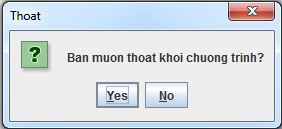 Thoat
Ban muon thoat khoi chuong trinh?
Yes
No